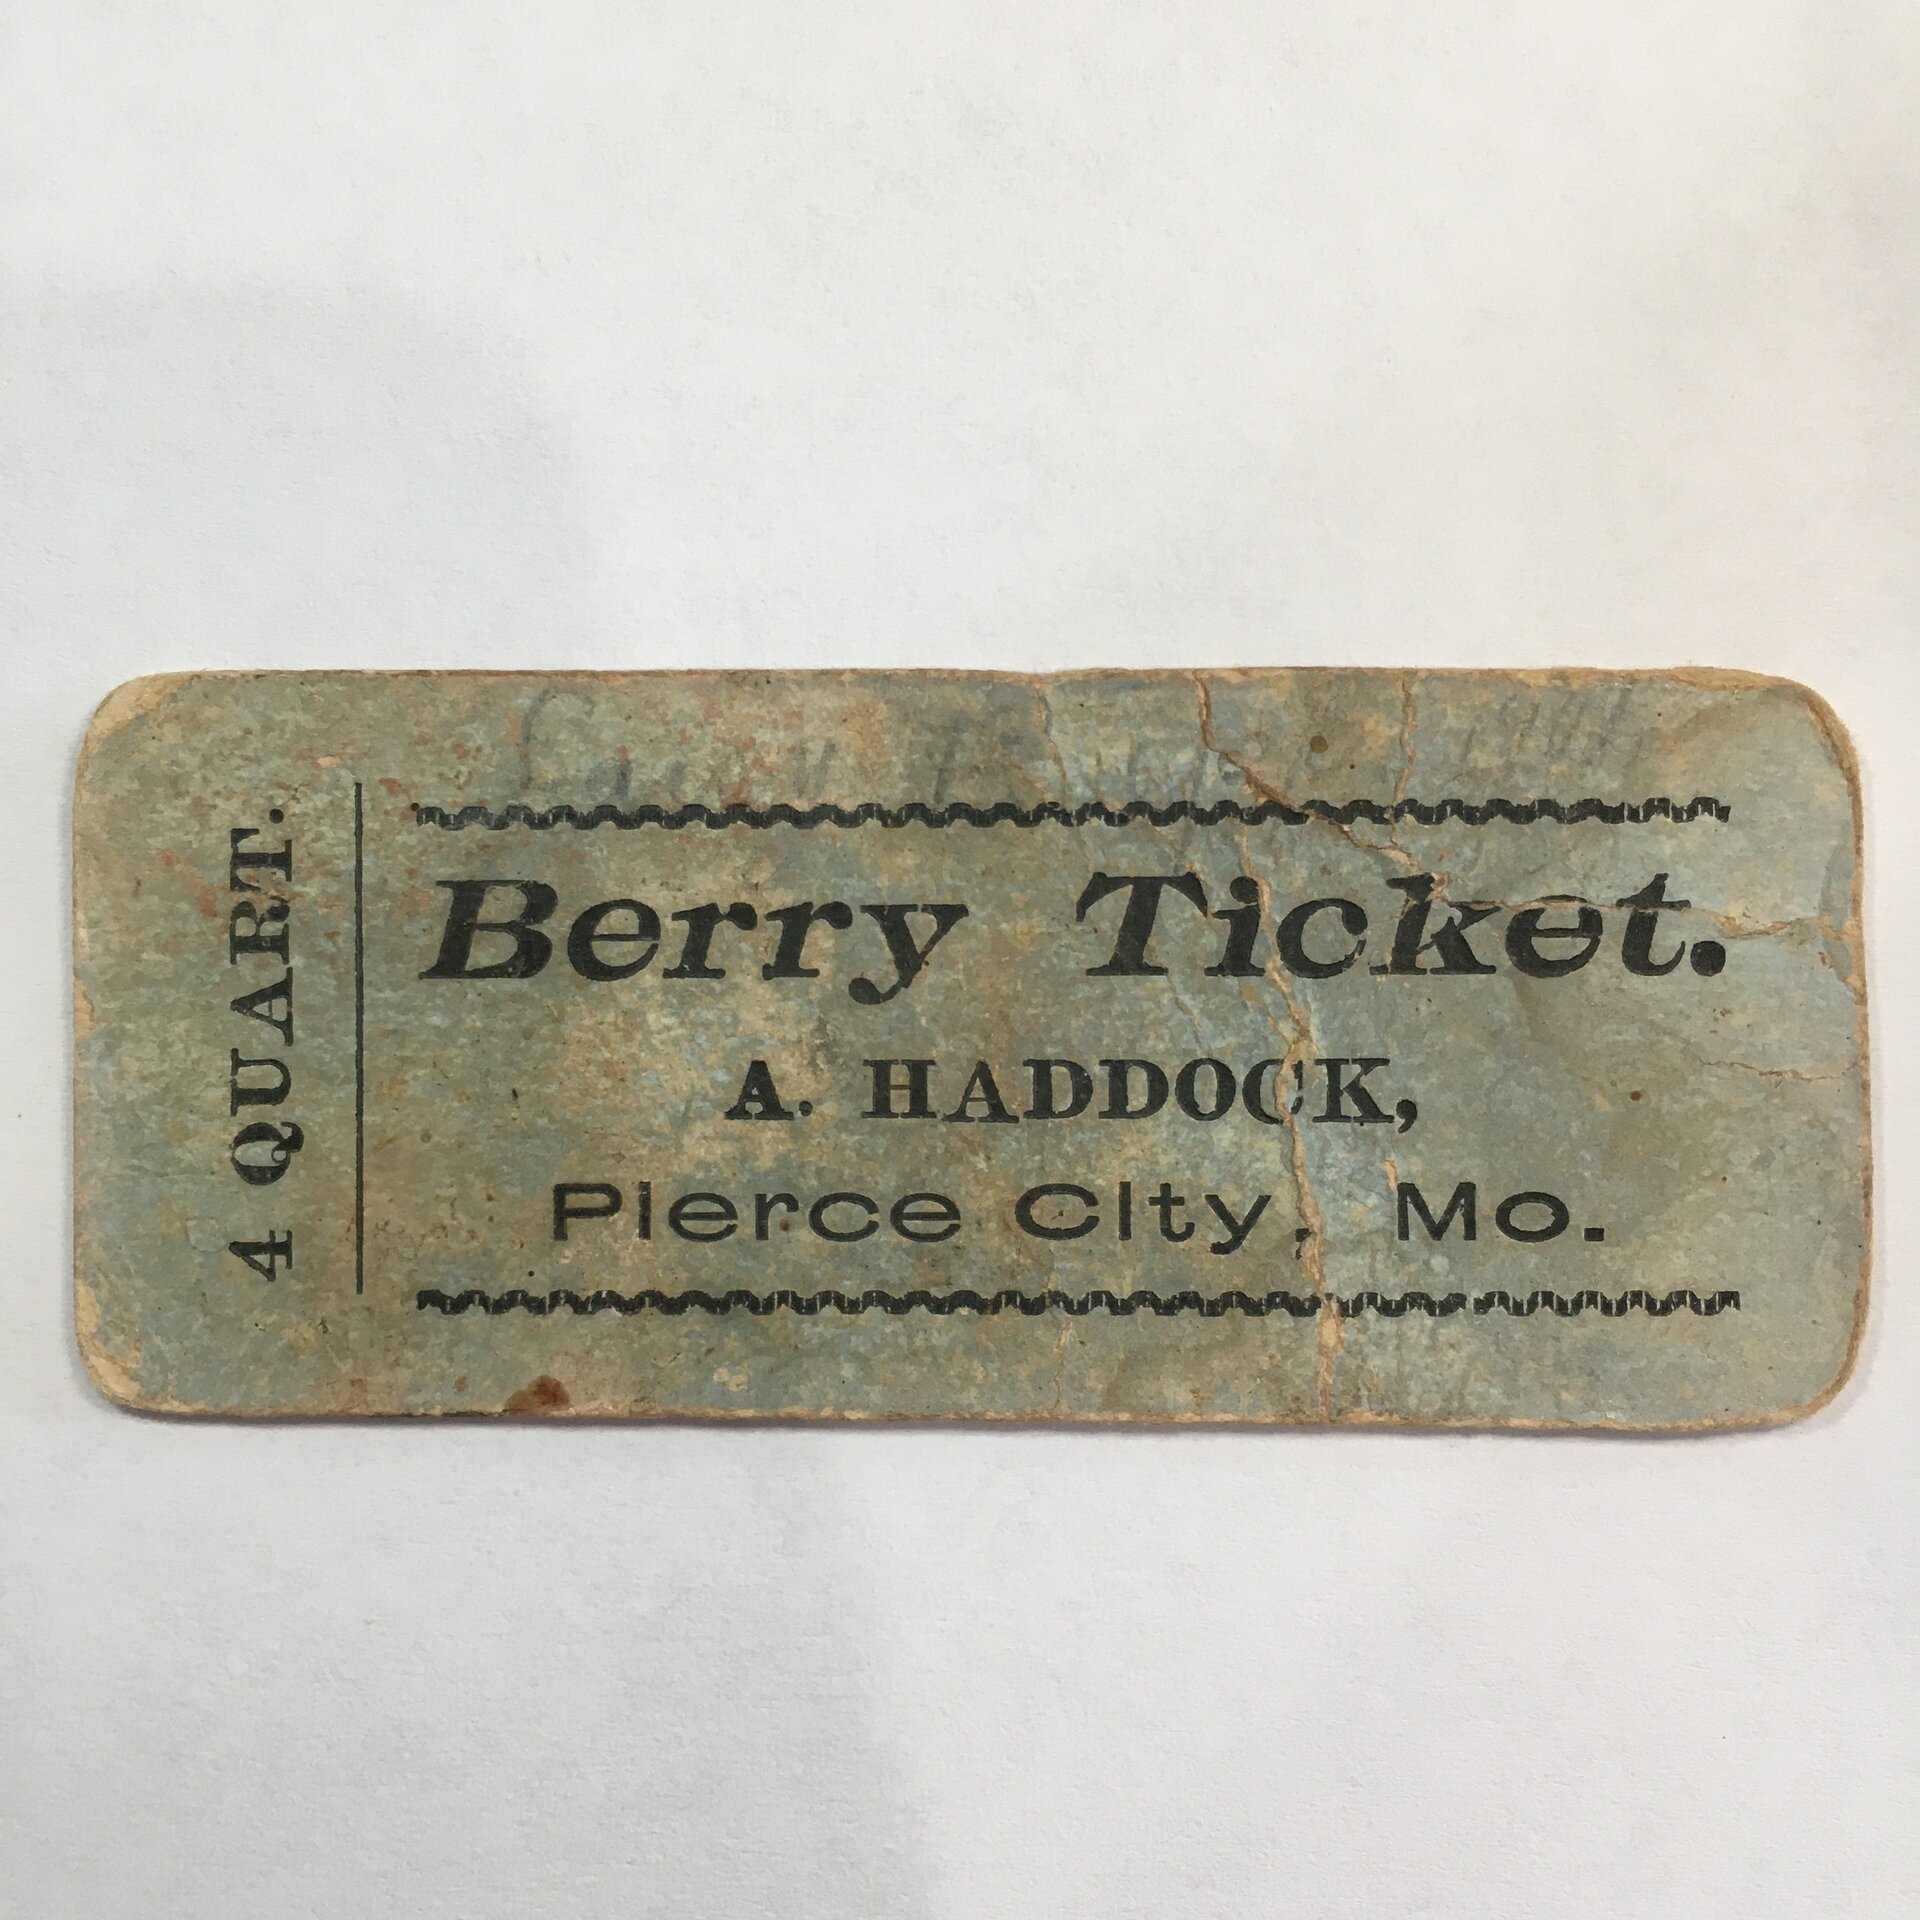 4 QUART.
Berry Ticket.
A. HADDOCK,
Pierce City, Mo.